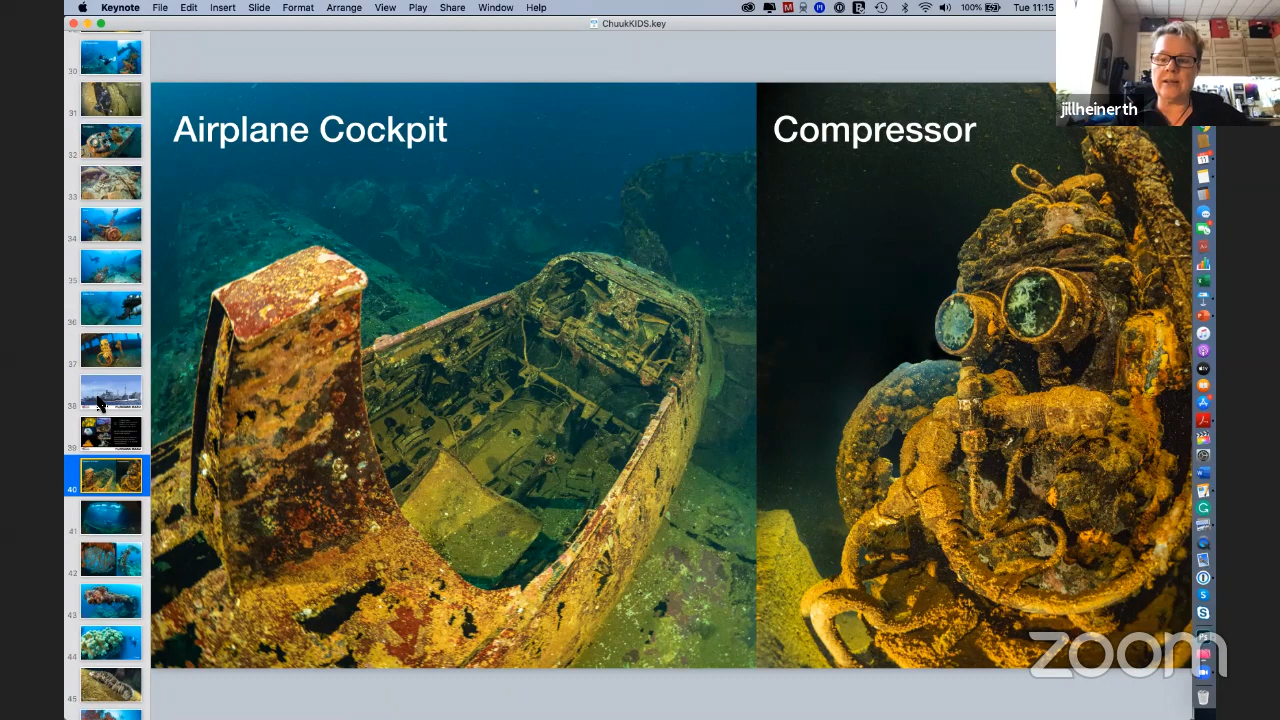 Keynote File Edit Insert Slide Format Arrange View Play Share Window Help 100% Tue 11:15
ChuukKIDS.key
jillheinerth
Airplane Cockpit
Compressor
30
31
32
33
34
35
36
37
38
39
40
41
42
43
44
45
zoom